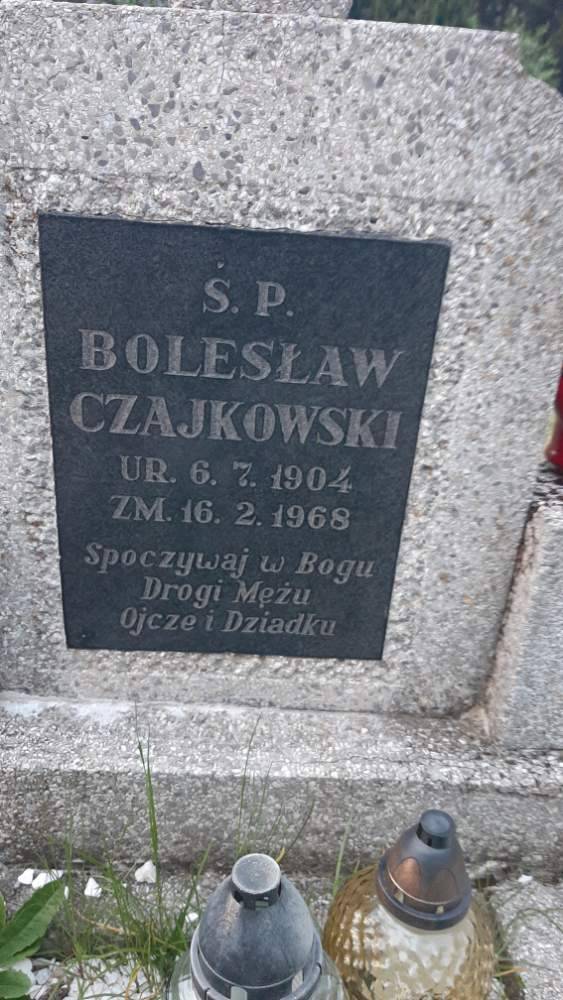 Ś. P.
BOLESŁAW
CZAJKOWSKI
UR. 6. 7. 1904
ZM. 16. 2. 1968
Spoczywaj w Bogu
Drogi Mężu
Ojcze i Dziadku